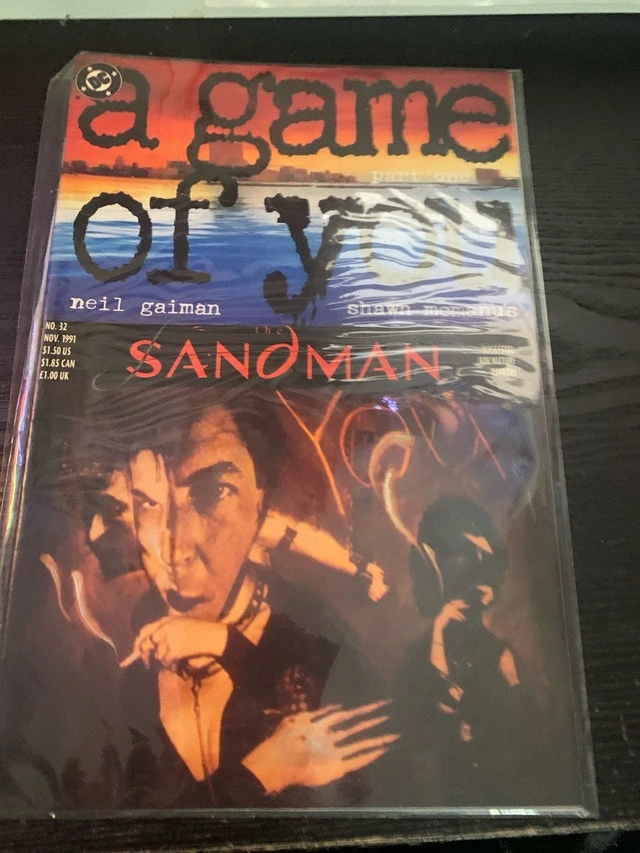 DC
a game
part one
of you
neil gaiman
shawn mcmanus
NO. 32
NOV. 1991
$1.50 US
$1.85 CAN
£1.00 UK
the
SANDMAN
SUGGESTED
FOR MATURE
READERS